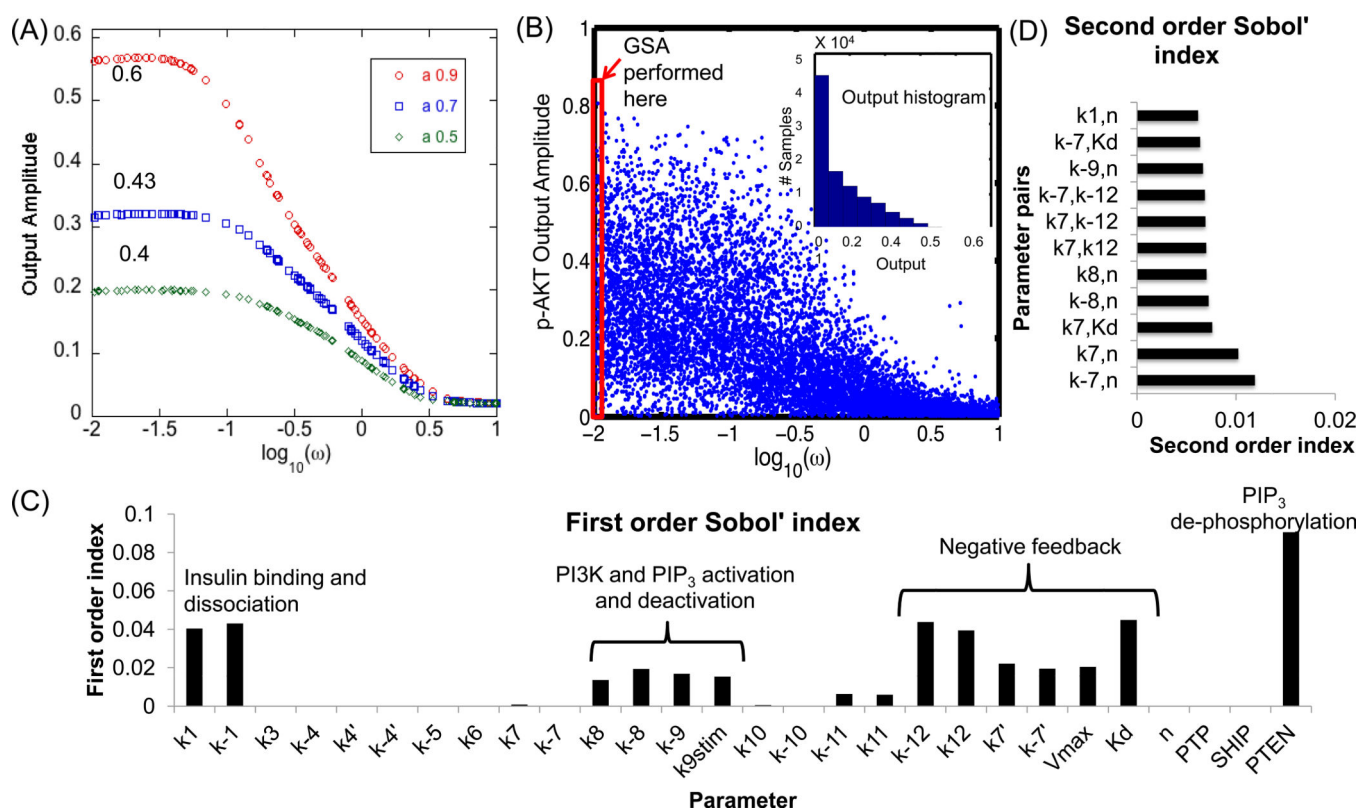 (A)
0.6
0.5
0.4
0.3
0.2
0.1
0
Output Amplitude
0.6
0.43
0.4
a 0.9
a 0.7
a 0.5
-2 -1.5 -1 -0.5 0 0.5 1
log10(ω)
(B)
GSA
performed
here
1
0.8
0.6
0.4
0.2
0
p-AKT Output Amplitude
X 10⁴
5
4
3
2
1
0
# Samples
Output histogram
0.0 0.2 0.4 0.5 0.6
1
Output
-2 -1.5 -1 -0.5 0 0.5 1
log10(ω)
(D)
Second order Sobol'
index
Parameter pairs
k1,n
k-7,Kd
k-9,n
k-7,k-12
k7,k-12
k7,k12
k8,n
k-8,n
k7,Kd
k7,n
k-7,n
0 0.01 0.02
Second order index
(C)
First order Sobol' index
First order index
0.1
0.08
0.06
0.04
0.02
0
Insulin binding and
dissociation
PI3K and PIP3 activation
and deactivation
Negative feedback
PIP3
de-phosphorylation
k1 k-1 k3 k-4 k4' k-4' k-5 k6 k7 k-7 k8 k-8 k-9 k9stim k10 k-10 k-11 k11 k-12 k12 k7' k-7' Vmax Kd n PTP SHIP PTEN
Parameter